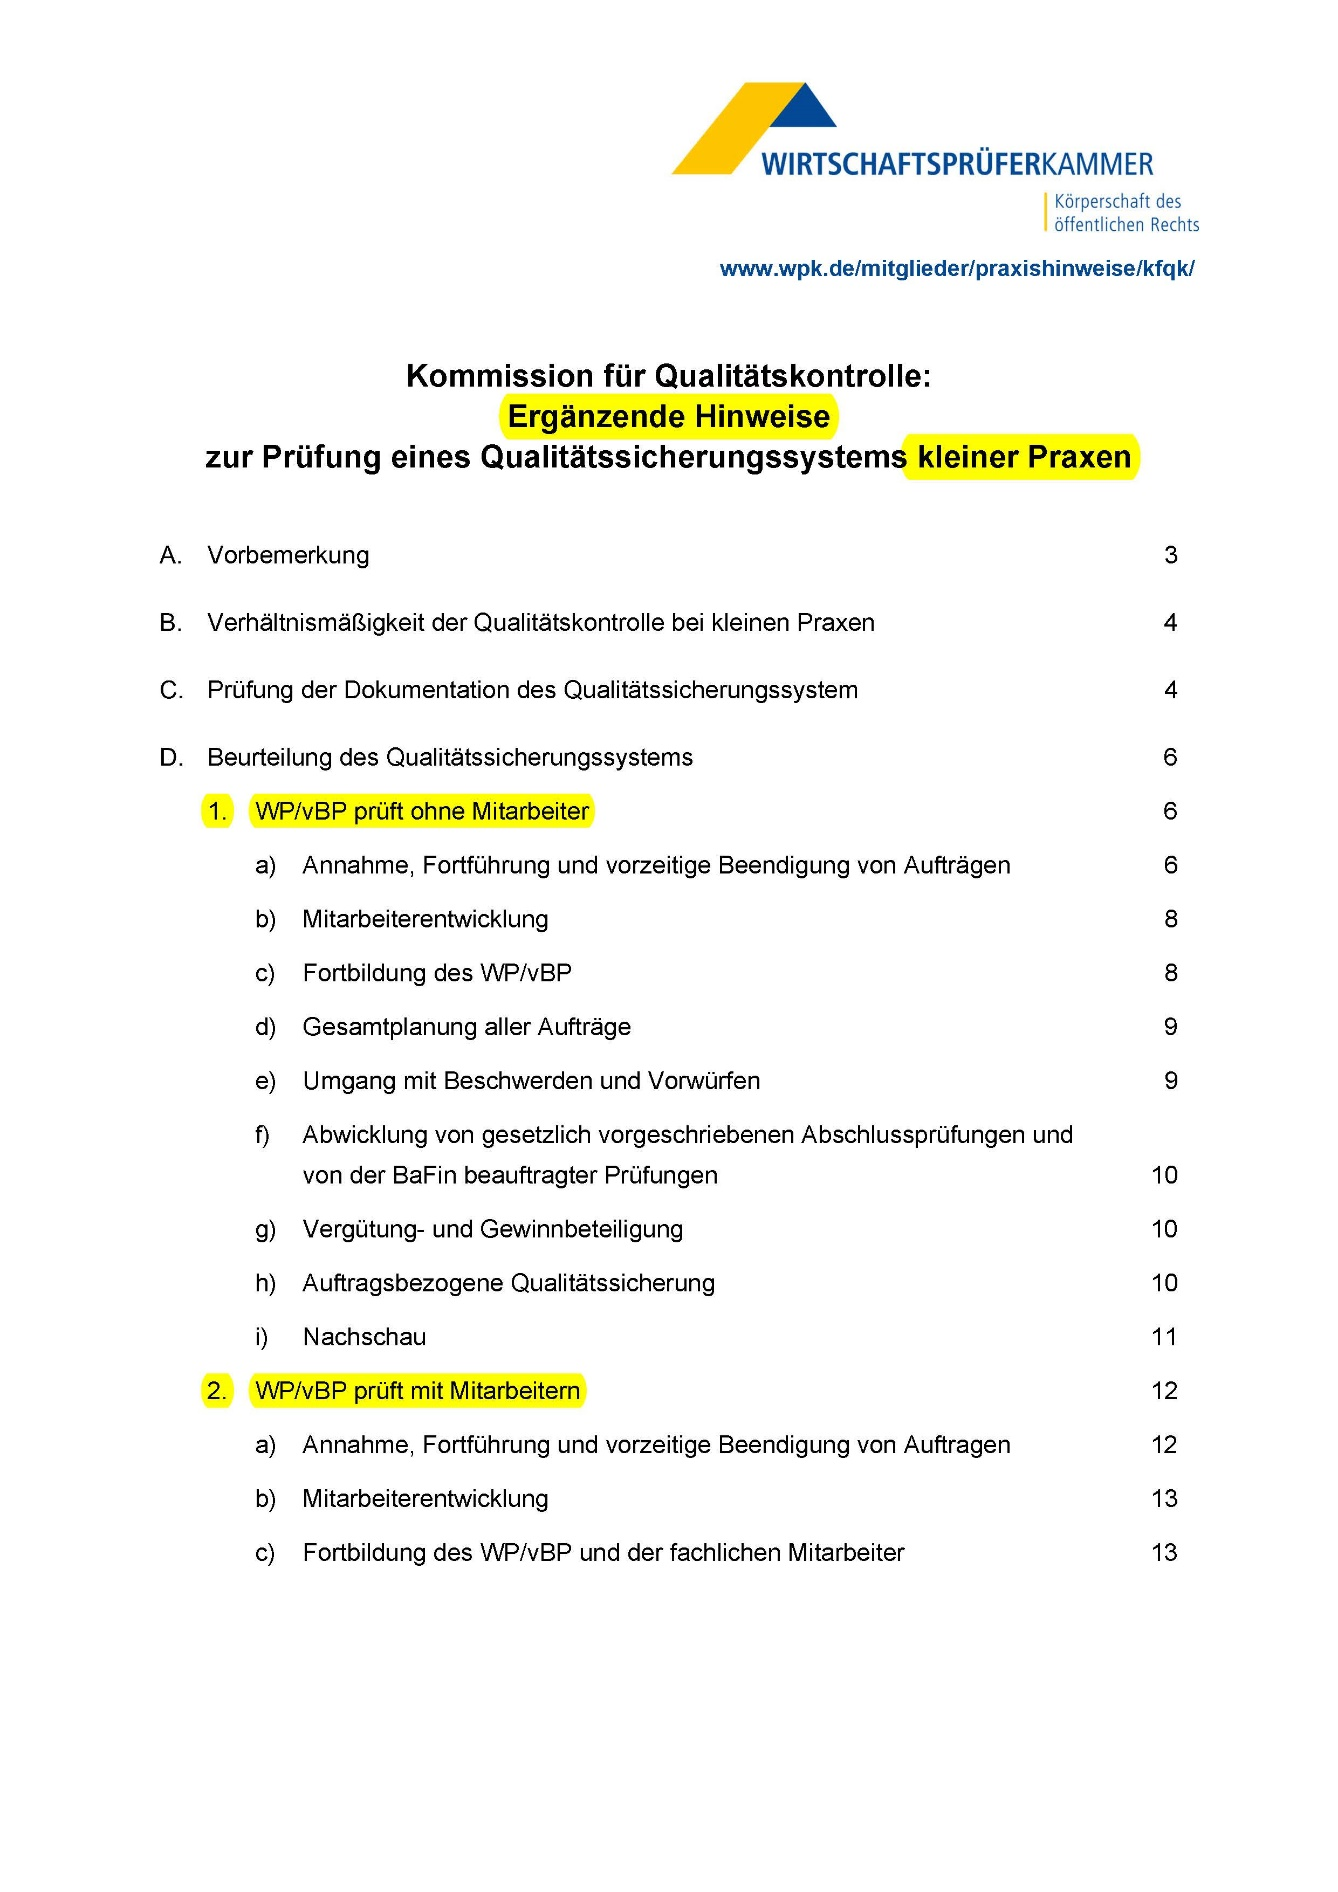 WIRTSCHAFTSPRÜFERKAMMER
Körperschaft des
öffentlichen Rechts
www.wpk.de/mitglieder/praxishinweise/kfqk/
Kommission für Qualitätskontrolle:
Ergänzende Hinweise
zur Prüfung eines Qualitätssicherungssystems kleiner Praxen
A. Vorbemerkung 3
B. Verhältnismäßigkeit der Qualitätskontrolle bei kleinen Praxen 4
C. Prüfung der Dokumentation des Qualitätssicherungssystem 4
D. Beurteilung des Qualitätssicherungssystems 6
1. WP/vBP prüft ohne Mitarbeiter 6
a) Annahme, Fortführung und vorzeitige Beendigung von Aufträgen 6
b) Mitarbeiterentwicklung 8
c) Fortbildung des WP/vBP 8
d) Gesamtplanung aller Aufträge 9
e) Umgang mit Beschwerden und Vorwürfen 9
f) Abwicklung von gesetzlich vorgeschriebenen Abschlussprüfungen und
von der BaFin beauftragter Prüfungen 10
g) Vergütung- und Gewinnbeteiligung 10
h) Auftragsbezogene Qualitätssicherung 10
i) Nachschau 11
2. WP/vBP prüft mit Mitarbeitern 12
a) Annahme, Fortführung und vorzeitige Beendigung von Auftragen 12
b) Mitarbeiterentwicklung 13
c) Fortbildung des WP/vBP und der fachlichen Mitarbeiter 13